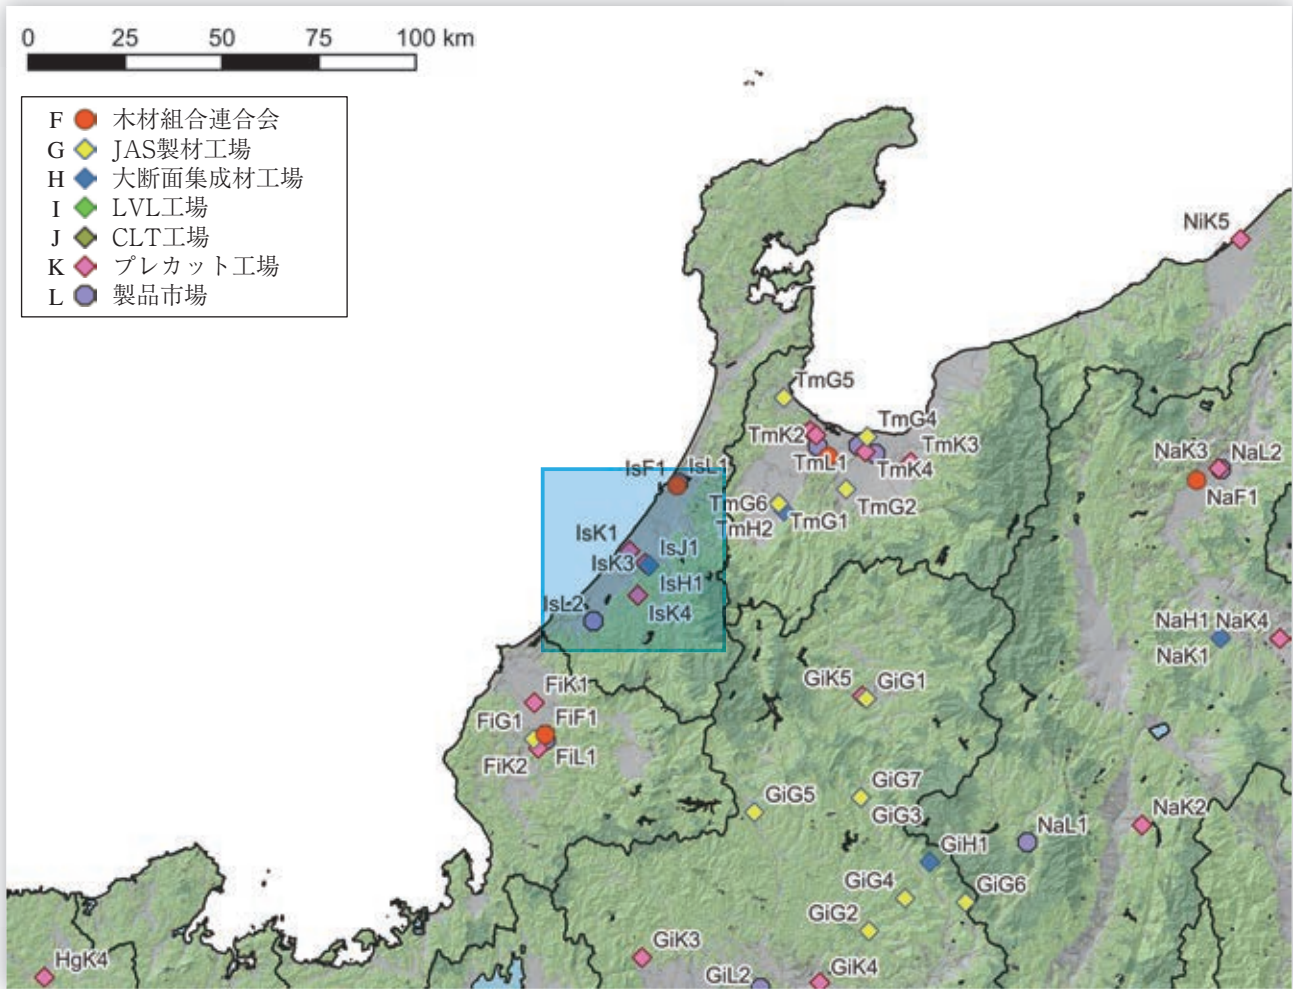 0 25 50 75 100 km
F 木材組合連合会
G JAS製材工場
H 大断面集成材工場
I LVL工場
J CLT工場
K プレカット工場
L 製品市場
NiK5
TmG5
TmG4
TmK2
TmK3
TmL1
TmK4
NaK3
NaL2
IsF1
IsL1
NaF1
TmG6
TmG2
TmG1
TmH2
IsK1
IsJ1
IsK3
IsH1
IsL2
IsK4
NaH1
NaK4
NaK1
GiK5
GiG1
FiK1
FiG1
FiF1
FiK2
FiL1
GiG7
GiG5
GiG3
NaK2
NaL1
GiH1
GiG4
GiG6
GiG2
GiK3
HgK4
GiL2
GiK4